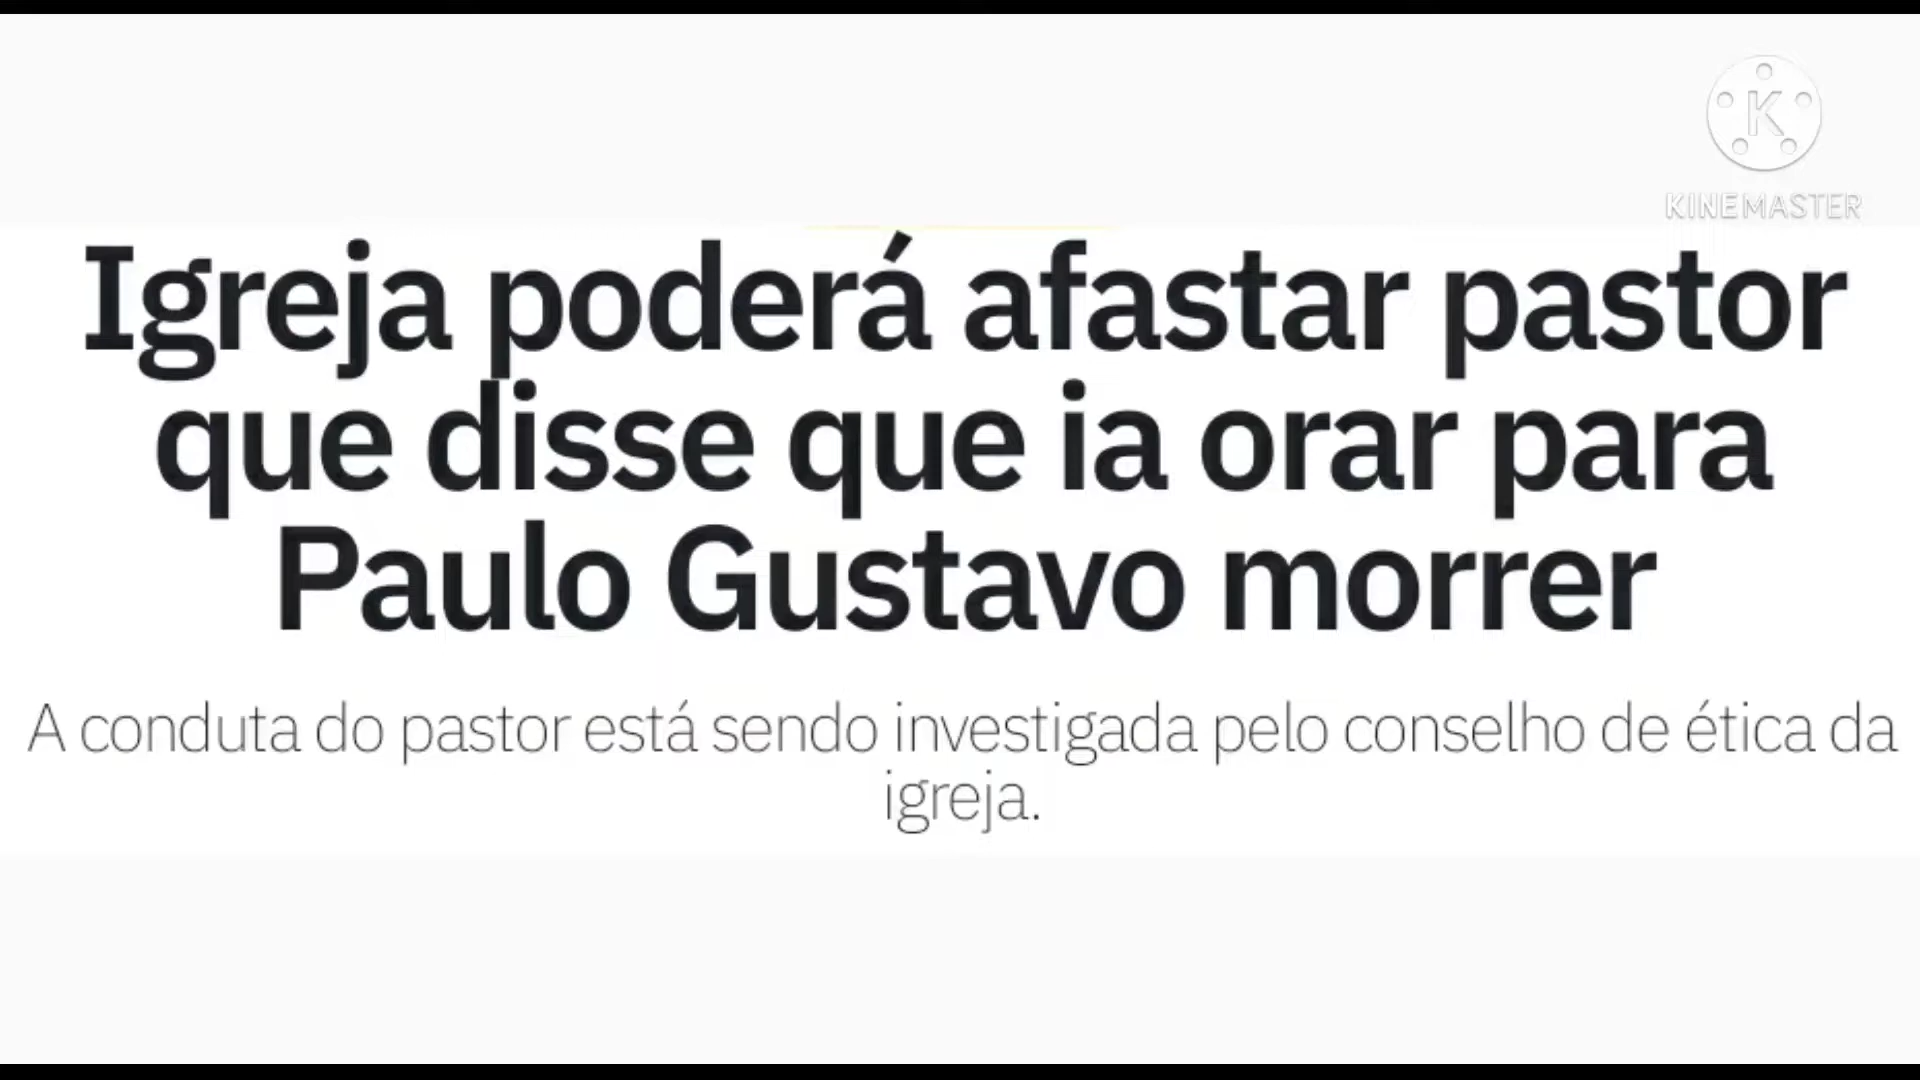 K
KINEMASTER
Igreja poderá afastar pastor
que disse que ia orar para
Paulo Gustavo morrer
A conduta do pastor está sendo investigada pelo conselho de ética da
igreja.